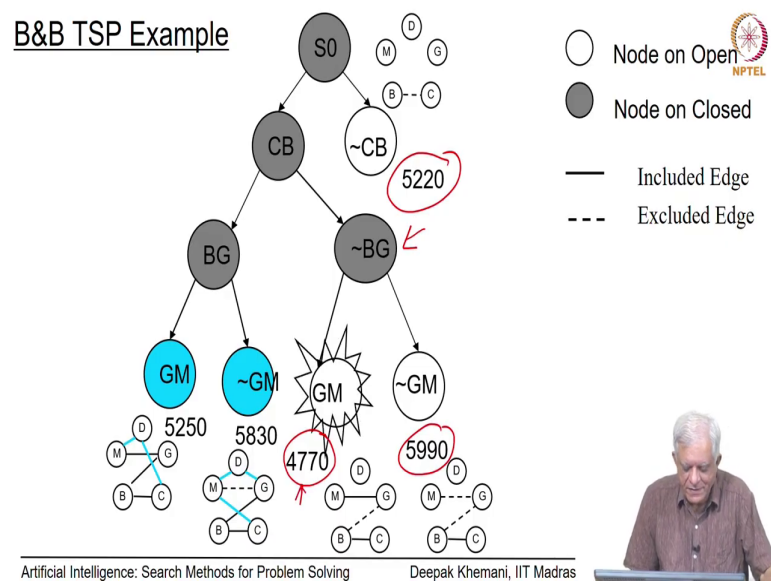 B&B TSP Example
S0
D
M
G
B
C
Node on Open
NPTEL
Node on Closed
CB
~CB
5220
Included Edge
Excluded Edge
BG
~BG
GM
~GM
GM
~GM
5250
5830
4770
5990
D
M
G
B
C
D
M
G
B
C
D
M
G
B
C
D
M
G
B
C
Artificial Intelligence: Search Methods for Problem Solving
Deepak Khemani, IIT Madras